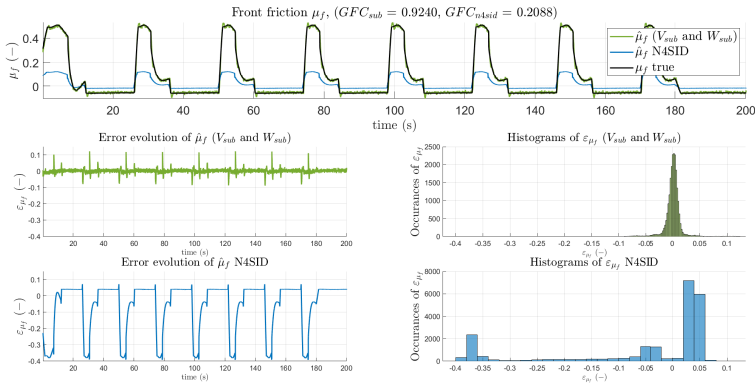 Front friction μ_f, (GFC_sub = 0.9240, GFC_n4sid = 0.2088)
μ_f (−)
0.4
0.2
0
μ̂_f (V_sub and W_sub)
μ̂_f N4SID
μ_f true
20 40 60 80 100 120 140 160 180 200
time (s)
Error evolution of μ̂_f (V_sub and W_sub)
ε_μf (−)
0.1
0
-0.1
-0.2
-0.3
-0.4
20 40 60 80 100 120 140 160 180 200
time (s)
Histograms of ε_μf (V_sub and W_sub)
Occurances of ε_μf
2500
2000
1500
1000
500
0
-0.4 -0.35 -0.3 -0.25 -0.2 -0.15 -0.1 -0.05 0 0.05 0.1
ε_μf (−)
Error evolution of μ̂_f N4SID
ε_μf (−)
0.1
0
-0.1
-0.2
-0.3
-0.4
20 40 60 80 100 120 140 160 180 200
time (s)
Histograms of ε_μf N4SID
Occurances of ε_μf
8000
6000
4000
2000
0
-0.4 -0.35 -0.3 -0.25 -0.2 -0.15 -0.1 -0.05 0 0.05 0.1
ε_μf (−)